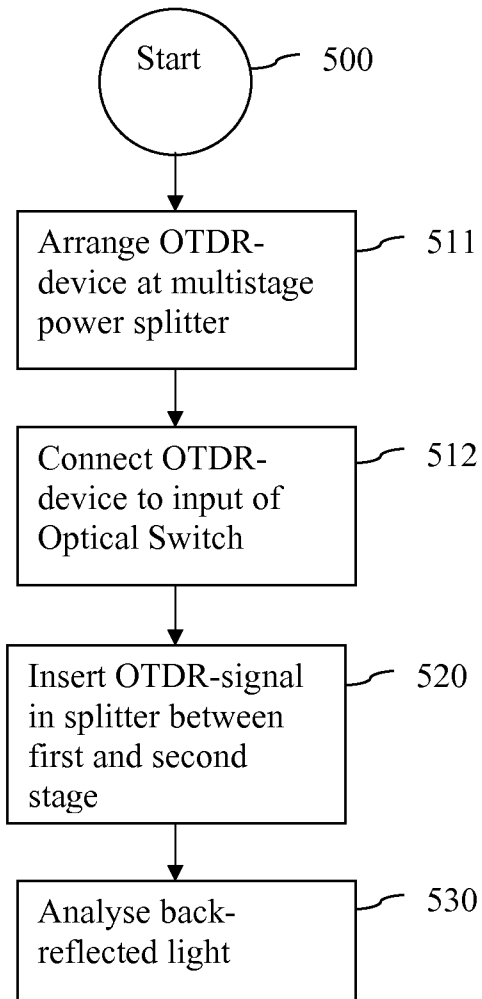 Start
500
Arrange OTDR-
device at multistage
power splitter
511
Connect OTDR-
device to input of
Optical Switch
512
Insert OTDR-signal
in splitter between
first and second
stage
520
Analyse back-
reflected light
530